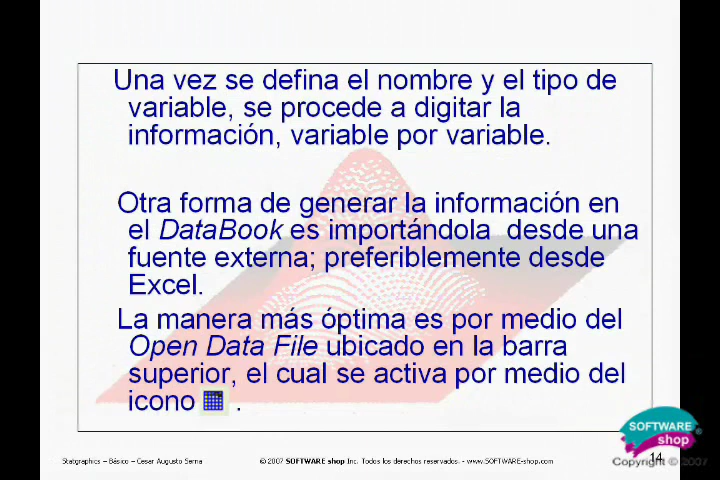 Una vez se defina el nombre y el tipo de
variable, se procede a digitar la
información, variable por variable.
Otra forma de generar la información en
el DataBook es importándola desde una
fuente externa; preferiblemente desde
Excel.
La manera más óptima es por medio del
Open Data File ubicado en la barra
superior, el cual se activa por medio del
icono .
SOFTWARE
shop
®
Statgraphics – Básico – Cesar Augusto Serna
© 2007 SOFTWARE shop Inc. Todos los derechos reservados. - www.SOFTWARE-shop.com
14
Copyright © 2007